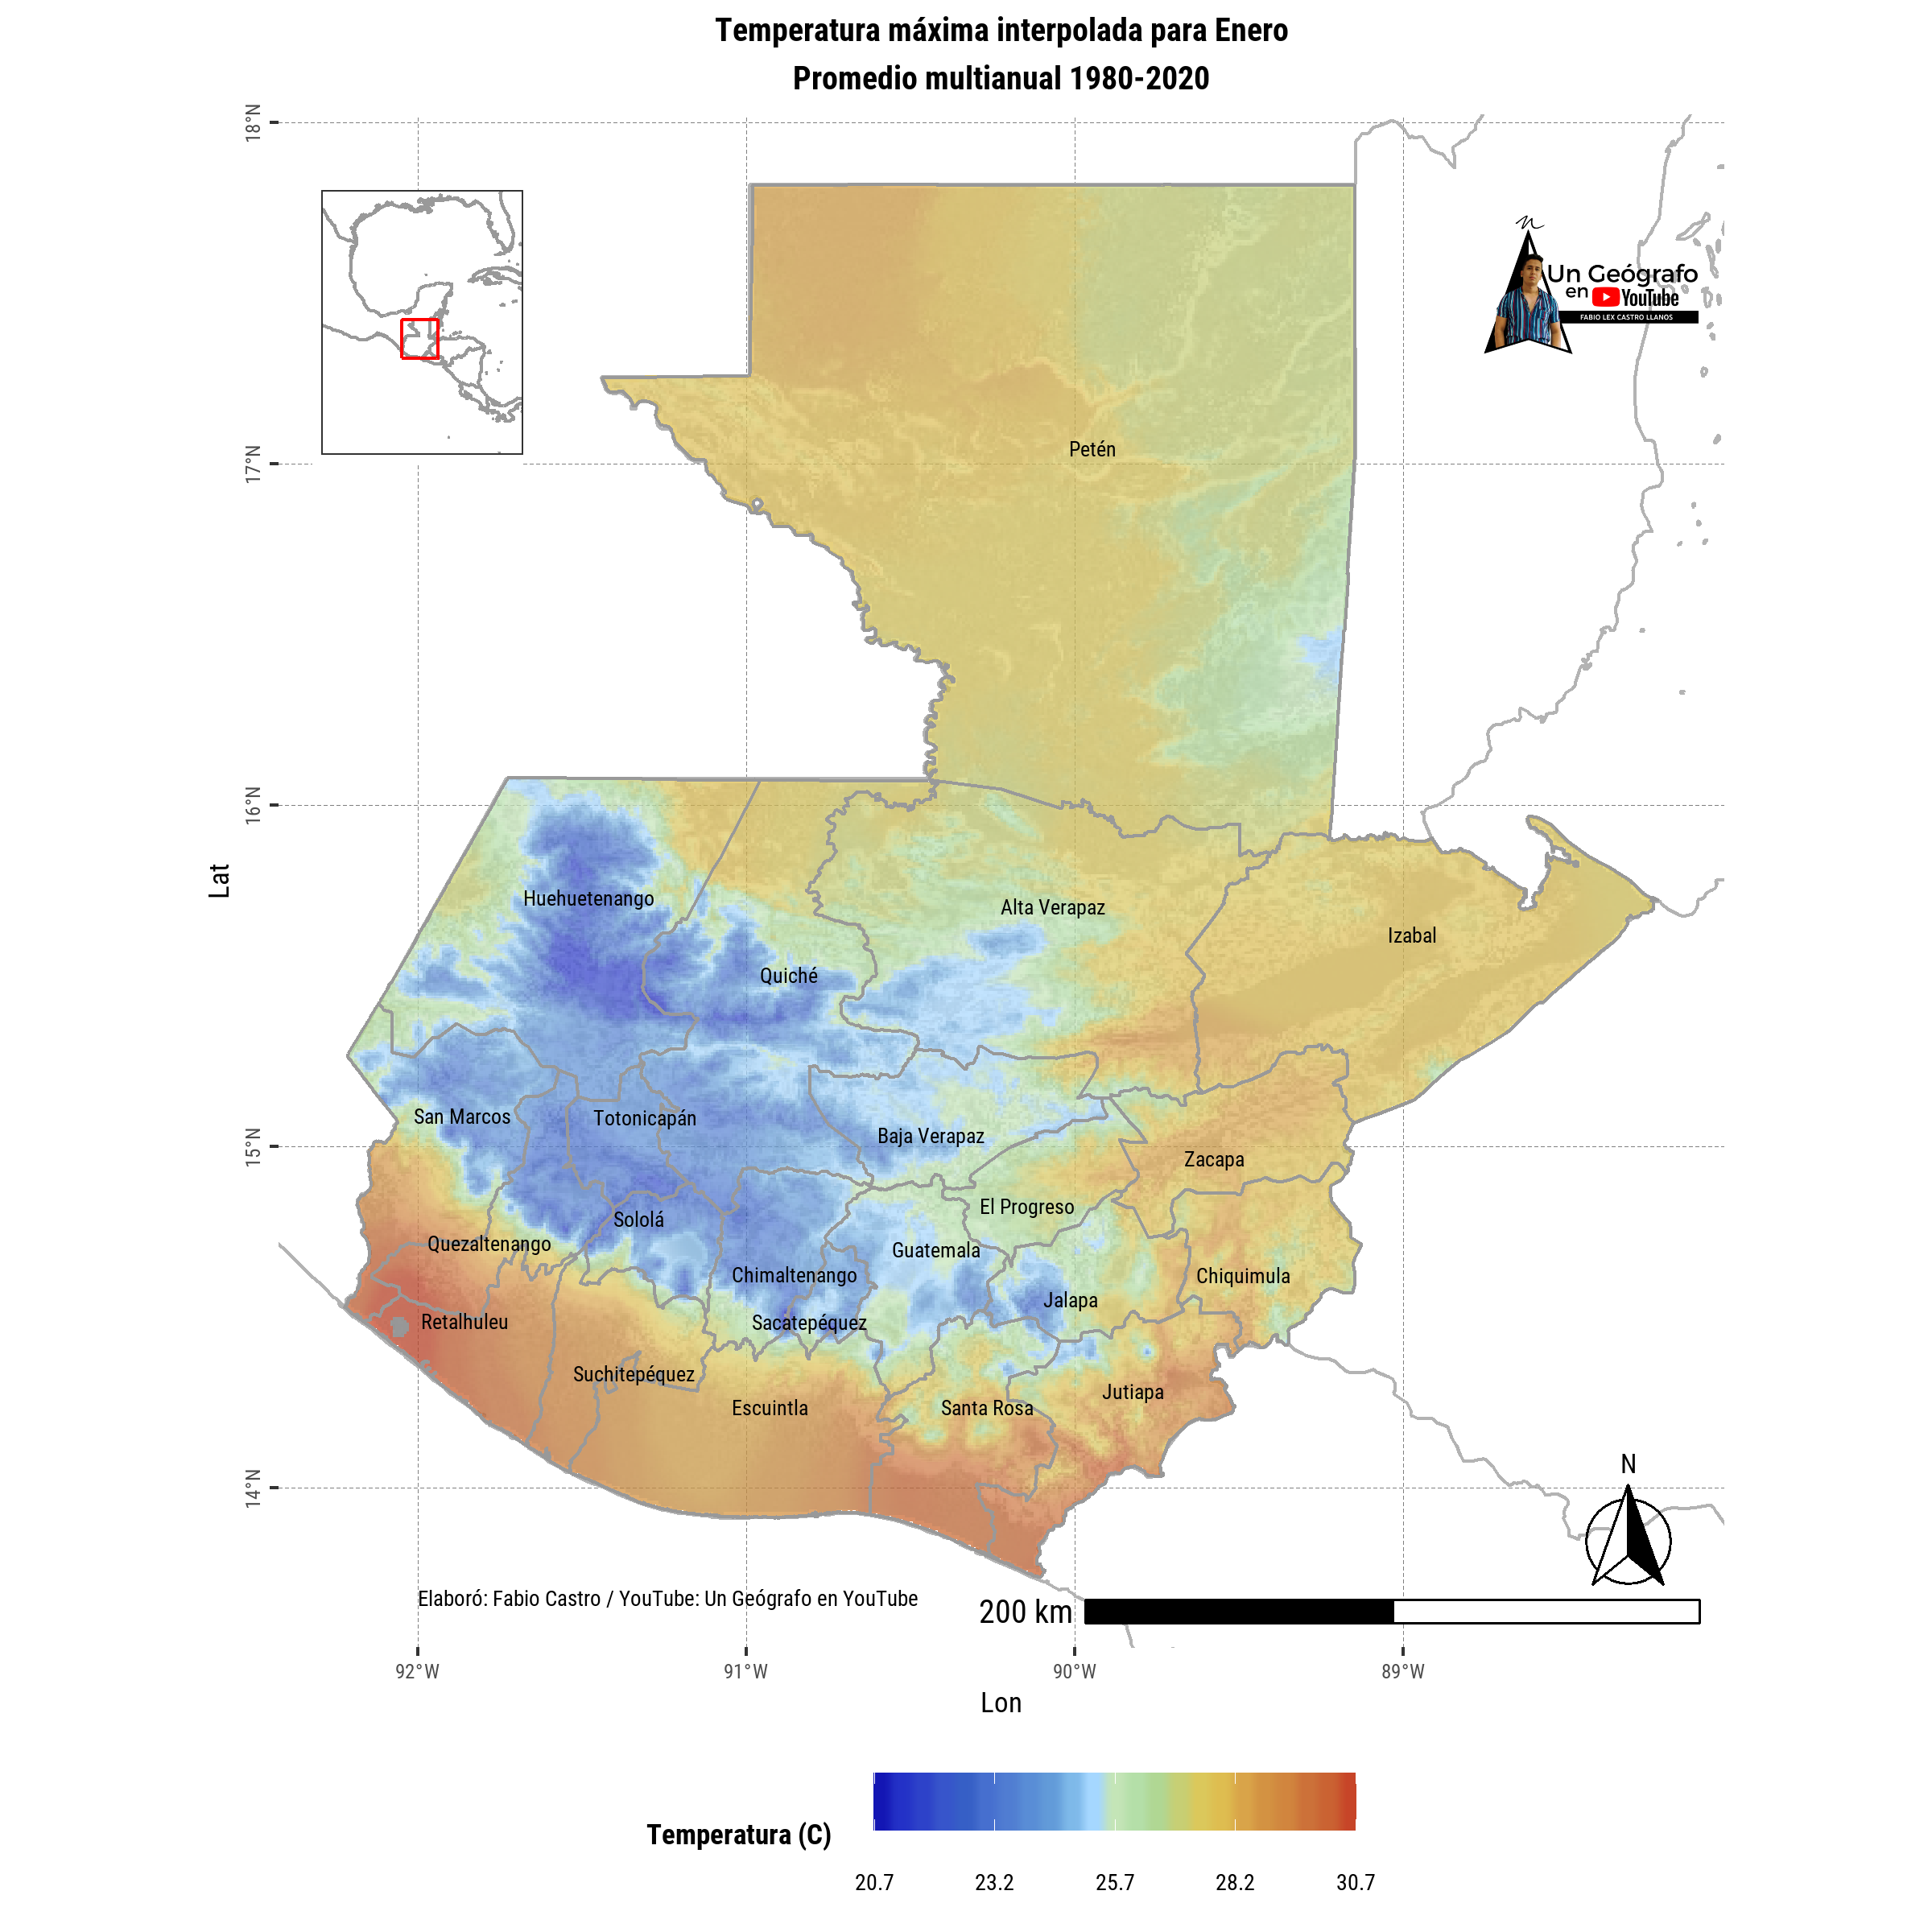 Temperatura máxima interpolada para Enero
Promedio multianual 1980-2020
18°N
17°N
16°N
15°N
14°N
Lat
n
Un Geógrafo
en YouTube
FABIO LEX CASTRO LLANOS
Petén
Huehuetenango
Alta Verapaz
Izabal
Quiché
San Marcos
Totonicapán
Baja Verapaz
Zacapa
El Progreso
Sololá
Quezaltenango
Guatemala
Chimaltenango
Chiquimula
Jalapa
Retalhuleu
Sacatepéquez
Suchitepéquez
Jutiapa
Escuintla
Santa Rosa
N
Elaboró: Fabio Castro / YouTube: Un Geógrafo en YouTube
200 km
92°W
91°W
90°W
89°W
Lon
Temperatura (C)
20.7
23.2
25.7
28.2
30.7